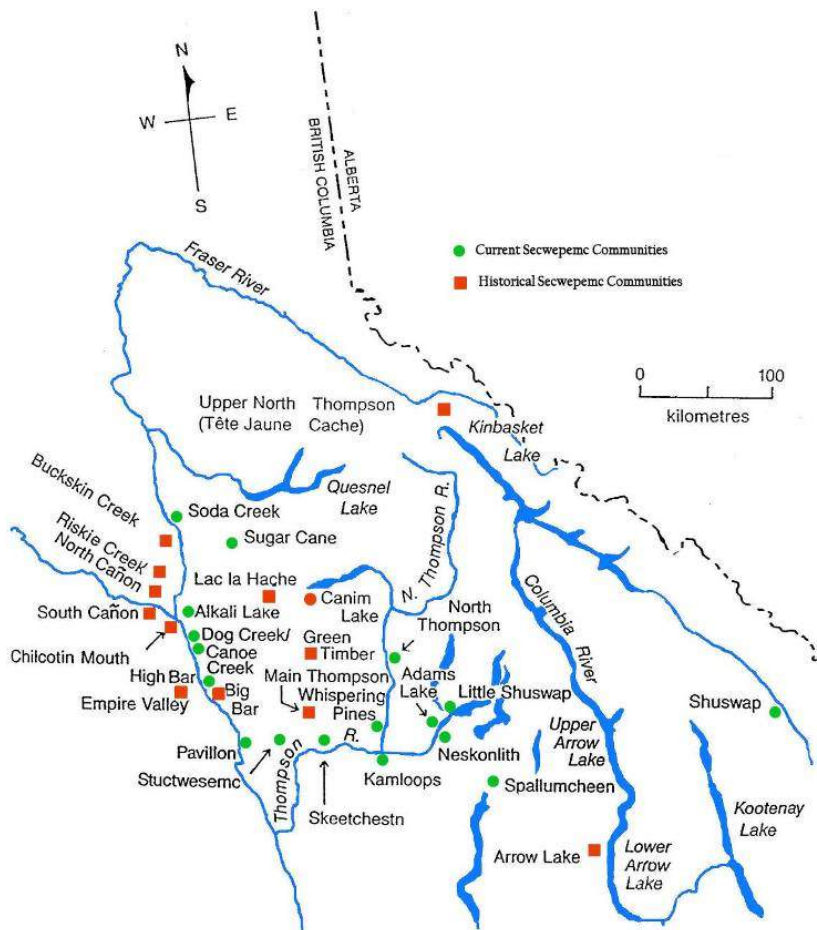 N
W
E
S
ALBERTA
BRITISH COLUMBIA
Current Secwepemc Communities
Historical Secwepemc Communities
Fraser River
0
100
kilometres
Upper North Thompson
(Tête Jaune Cache)
Kinbasket
Lake
Quesnel
Lake
Buckskin Creek
Soda Creek
Sugar Cane
Riskie Creek
North Cañon
Lac la Hache
Canim
Lake
N. Thompson R.
South Cañon
Alkali Lake
North
Thompson
Columbia
River
Chilcotin Mouth
Dog Creek/
Canoe
Creek
Green
Timber
High Bar
Empire Valley
Big
Bar
Main Thompson
Whispering
Pines
Adams
Lake
Little Shuswap
Shuswap
Pavillon
Thompson
R.
Neskonlith
Upper
Arrow
Lake
Stuctwesemc
Kamloops
Skeetchestn
Spallumcheen
Kootenay
Lake
Arrow Lake
Lower
Arrow
Lake